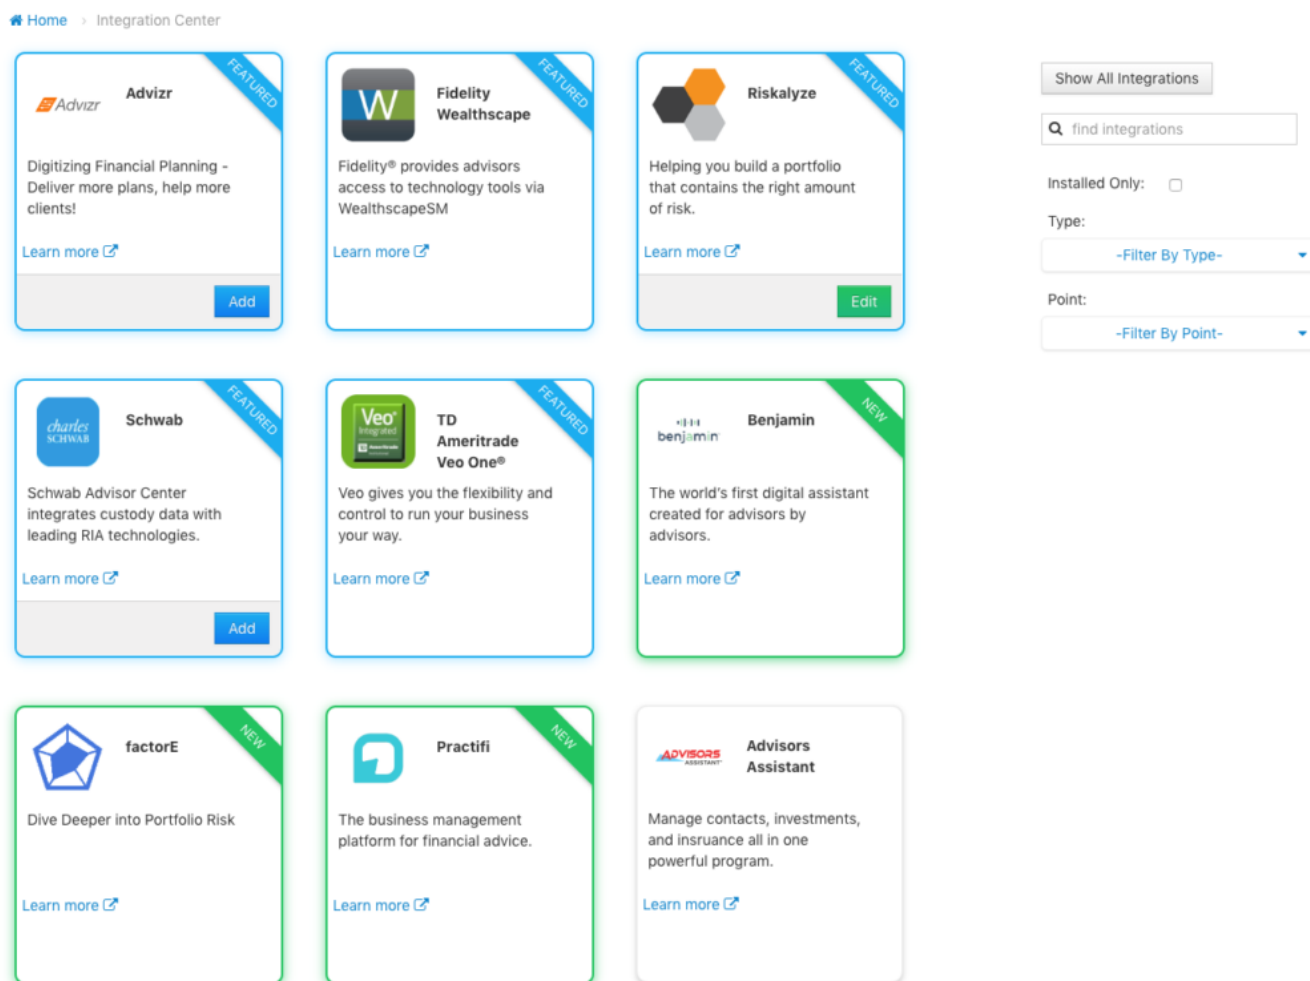 Home › Integration Center
FEATURED
Advizr
Advizr
Digitizing Financial Planning -
Deliver more plans, help more
clients!
Learn more
Add
FEATURED
W
Fidelity
Wealthscape
Fidelity® provides advisors
access to technology tools via
WealthscapeSM
Learn more
FEATURED
Riskalyze
Helping you build a portfolio
that contains the right amount
of risk.
Learn more
Edit
Show All Integrations
find integrations
Installed Only:
Type:
-Filter By Type-
Point:
-Filter By Point-
FEATURED
charles
SCHWAB
Schwab
Schwab Advisor Center
integrates custody data with
leading RIA technologies.
Learn more
Add
FEATURED
Veo
Integrated
TD
Ameritrade
Veo One®
Veo gives you the flexibility and
control to run your business
your way.
Learn more
NEW
benjamin
Benjamin
The world's first digital assistant
created for advisors by
advisors.
Learn more
NEW
factorE
Dive Deeper into Portfolio Risk
Learn more
NEW
Practifi
The business management
platform for financial advice.
Learn more
ADVISORS
ASSISTANT
Advisors
Assistant
Manage contacts, investments,
and insruance all in one
powerful program.
Learn more